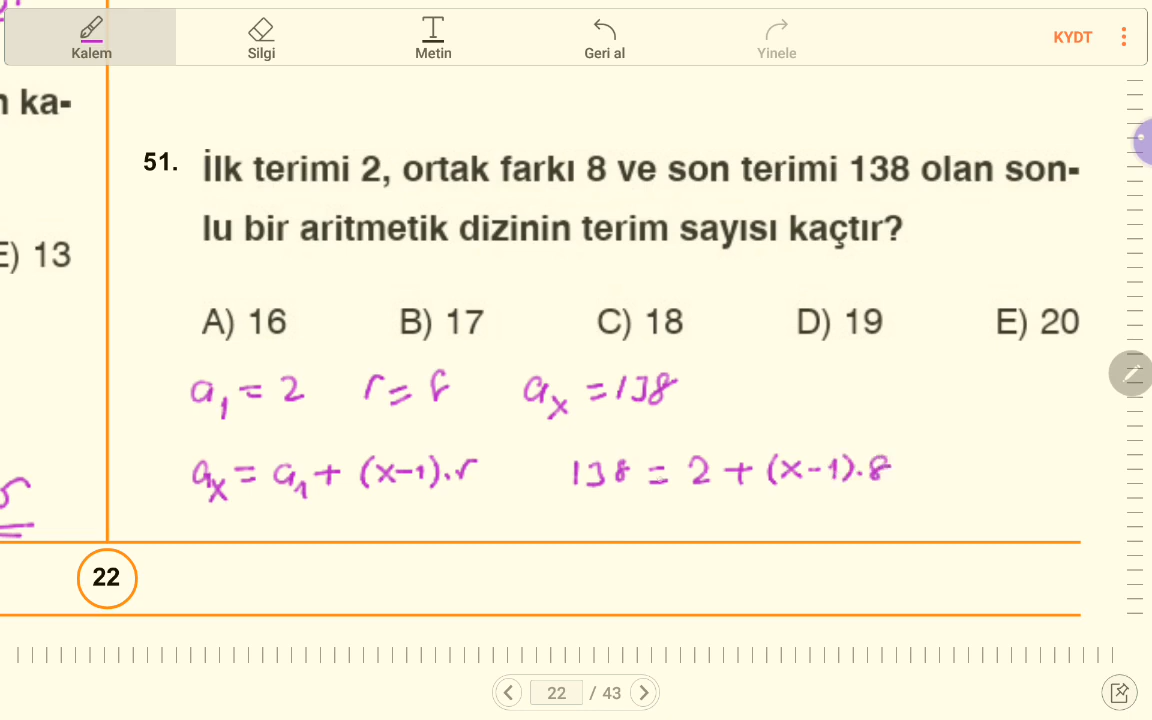 Kalem Silgi Metin Geri al Yinele KYDT
ka-
51. İlk terimi 2, ortak farkı 8 ve son terimi 138 olan son-
lu bir aritmetik dizinin terim sayısı kaçtır?
E) 13
A) 16 B) 17 C) 18 D) 19 E) 20
a₁ = 2 r = 8 aₓ = 138
aₓ = a₁ + (x-1).r 138 = 2 + (x-1).8
22
22 / 43